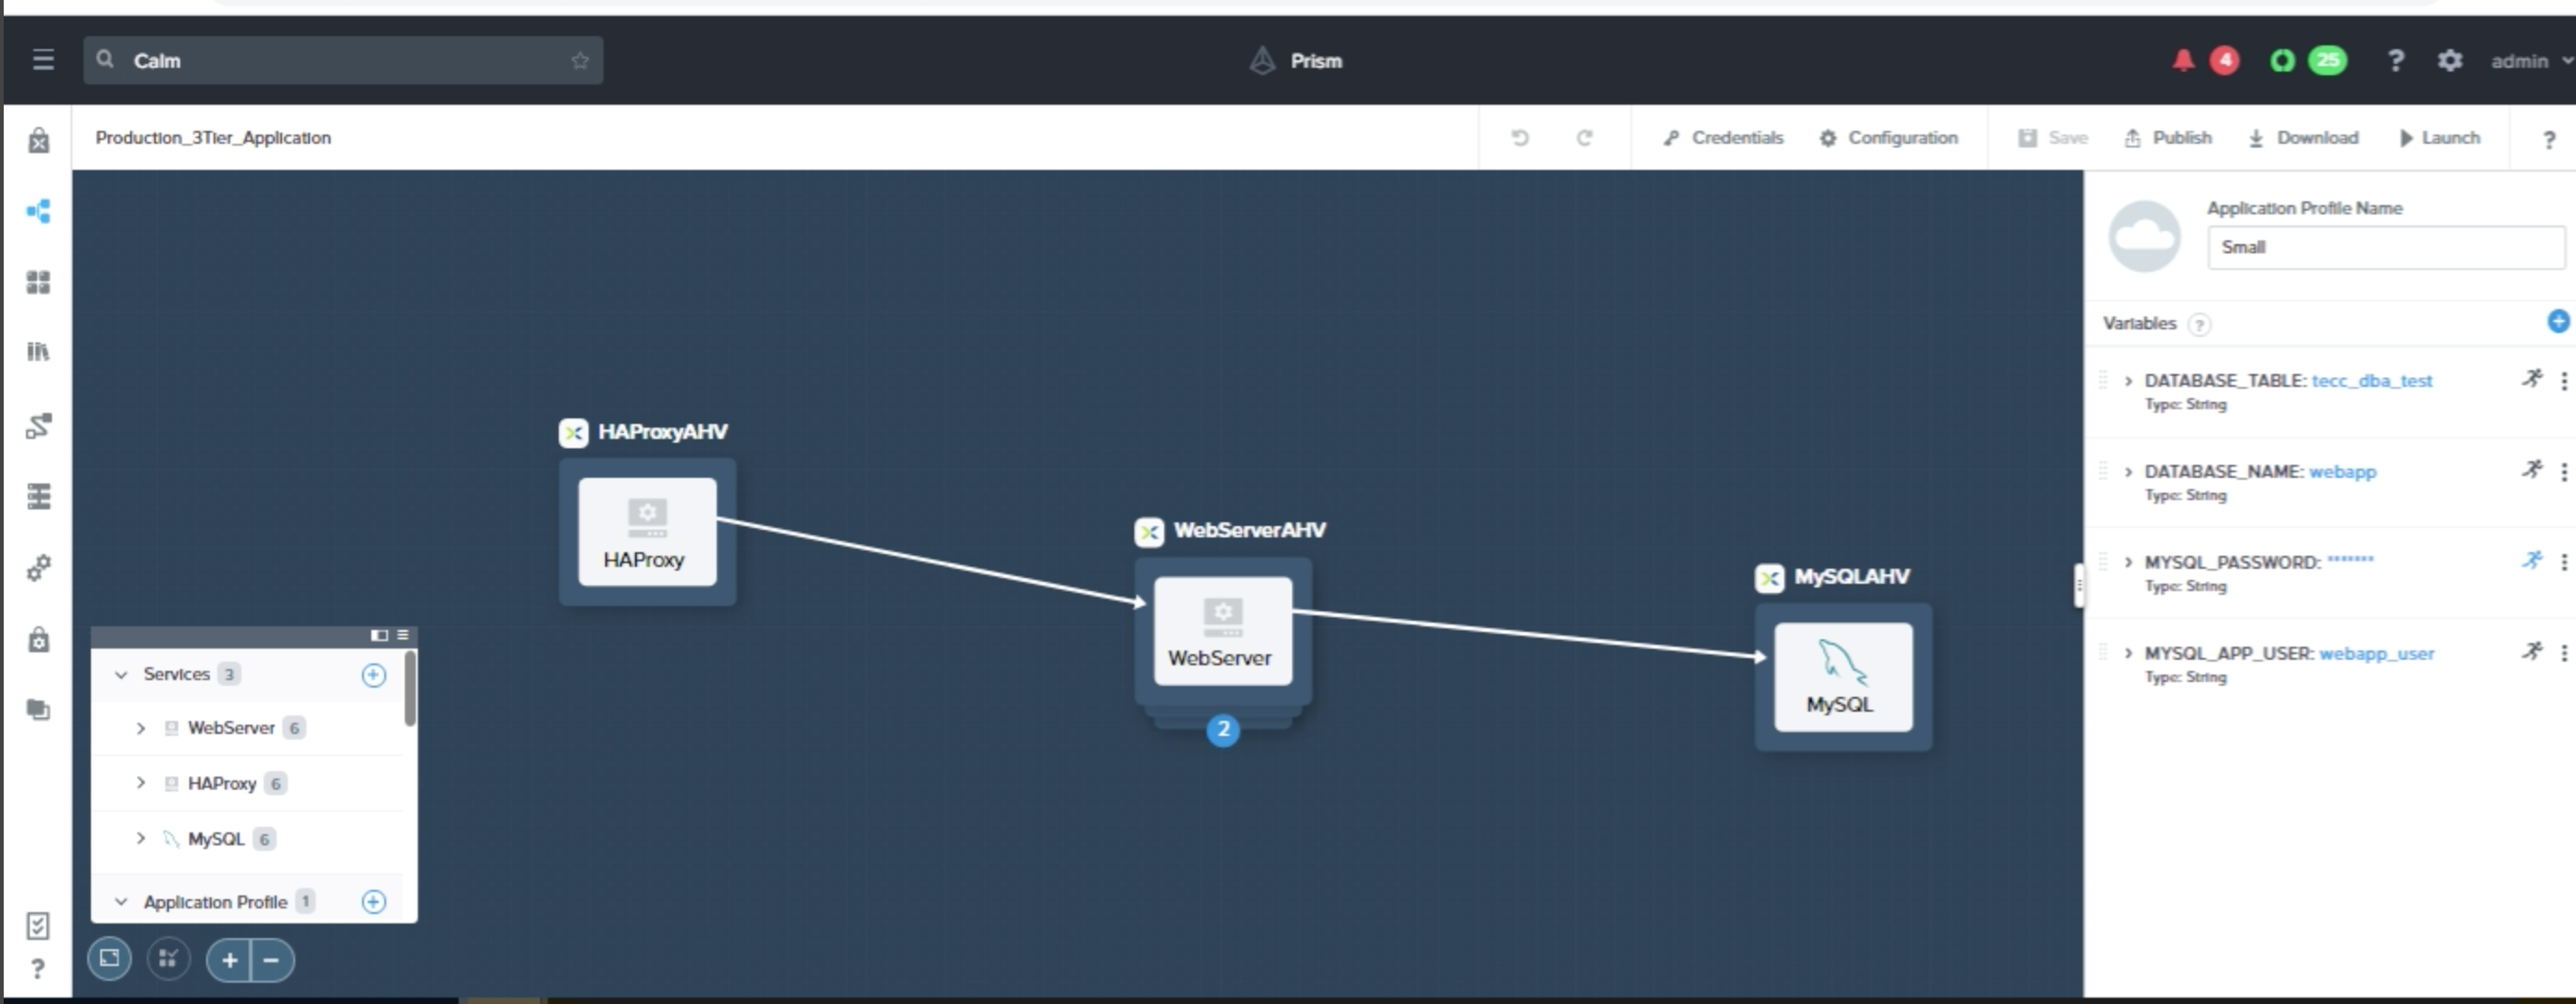 Calm
Prism
4
25
?
admin
Production_3Tier_Application
Credentials
Configuration
Save
Publish
Download
Launch
?
Application Profile Name
Small
Variables ?
DATABASE_TABLE: tecc_dba_test
Type: String
DATABASE_NAME: webapp
Type: String
MYSQL_PASSWORD: *******
Type: String
MYSQL_APP_USER: webapp_user
Type: String
HAProxyAHV
HAProxy
WebServerAHV
WebServer
2
MySQLAHV
MySQL
Services 3
WebServer 6
HAProxy 6
MySQL 6
Application Profile 1
+ −
?